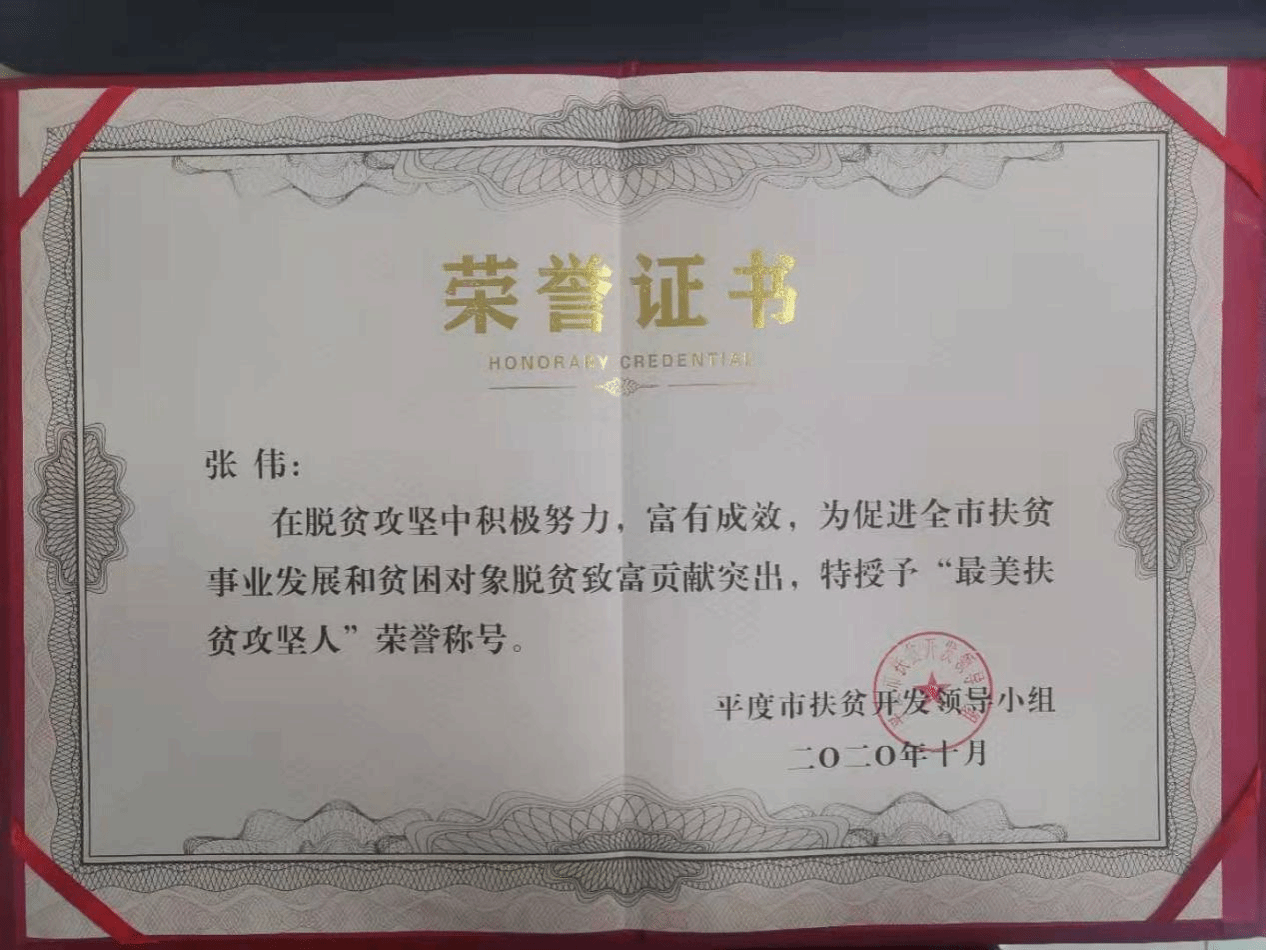 荣誉证书
HONORARY CREDENTIAL
张 伟：
在脱贫攻坚中积极努力，富有成效，为促进全市扶贫
事业发展和贫困对象脱贫致富贡献突出，特授予“最美扶
贫攻坚人”荣誉称号。
平度市扶贫开发领导小组
二〇二〇年十月